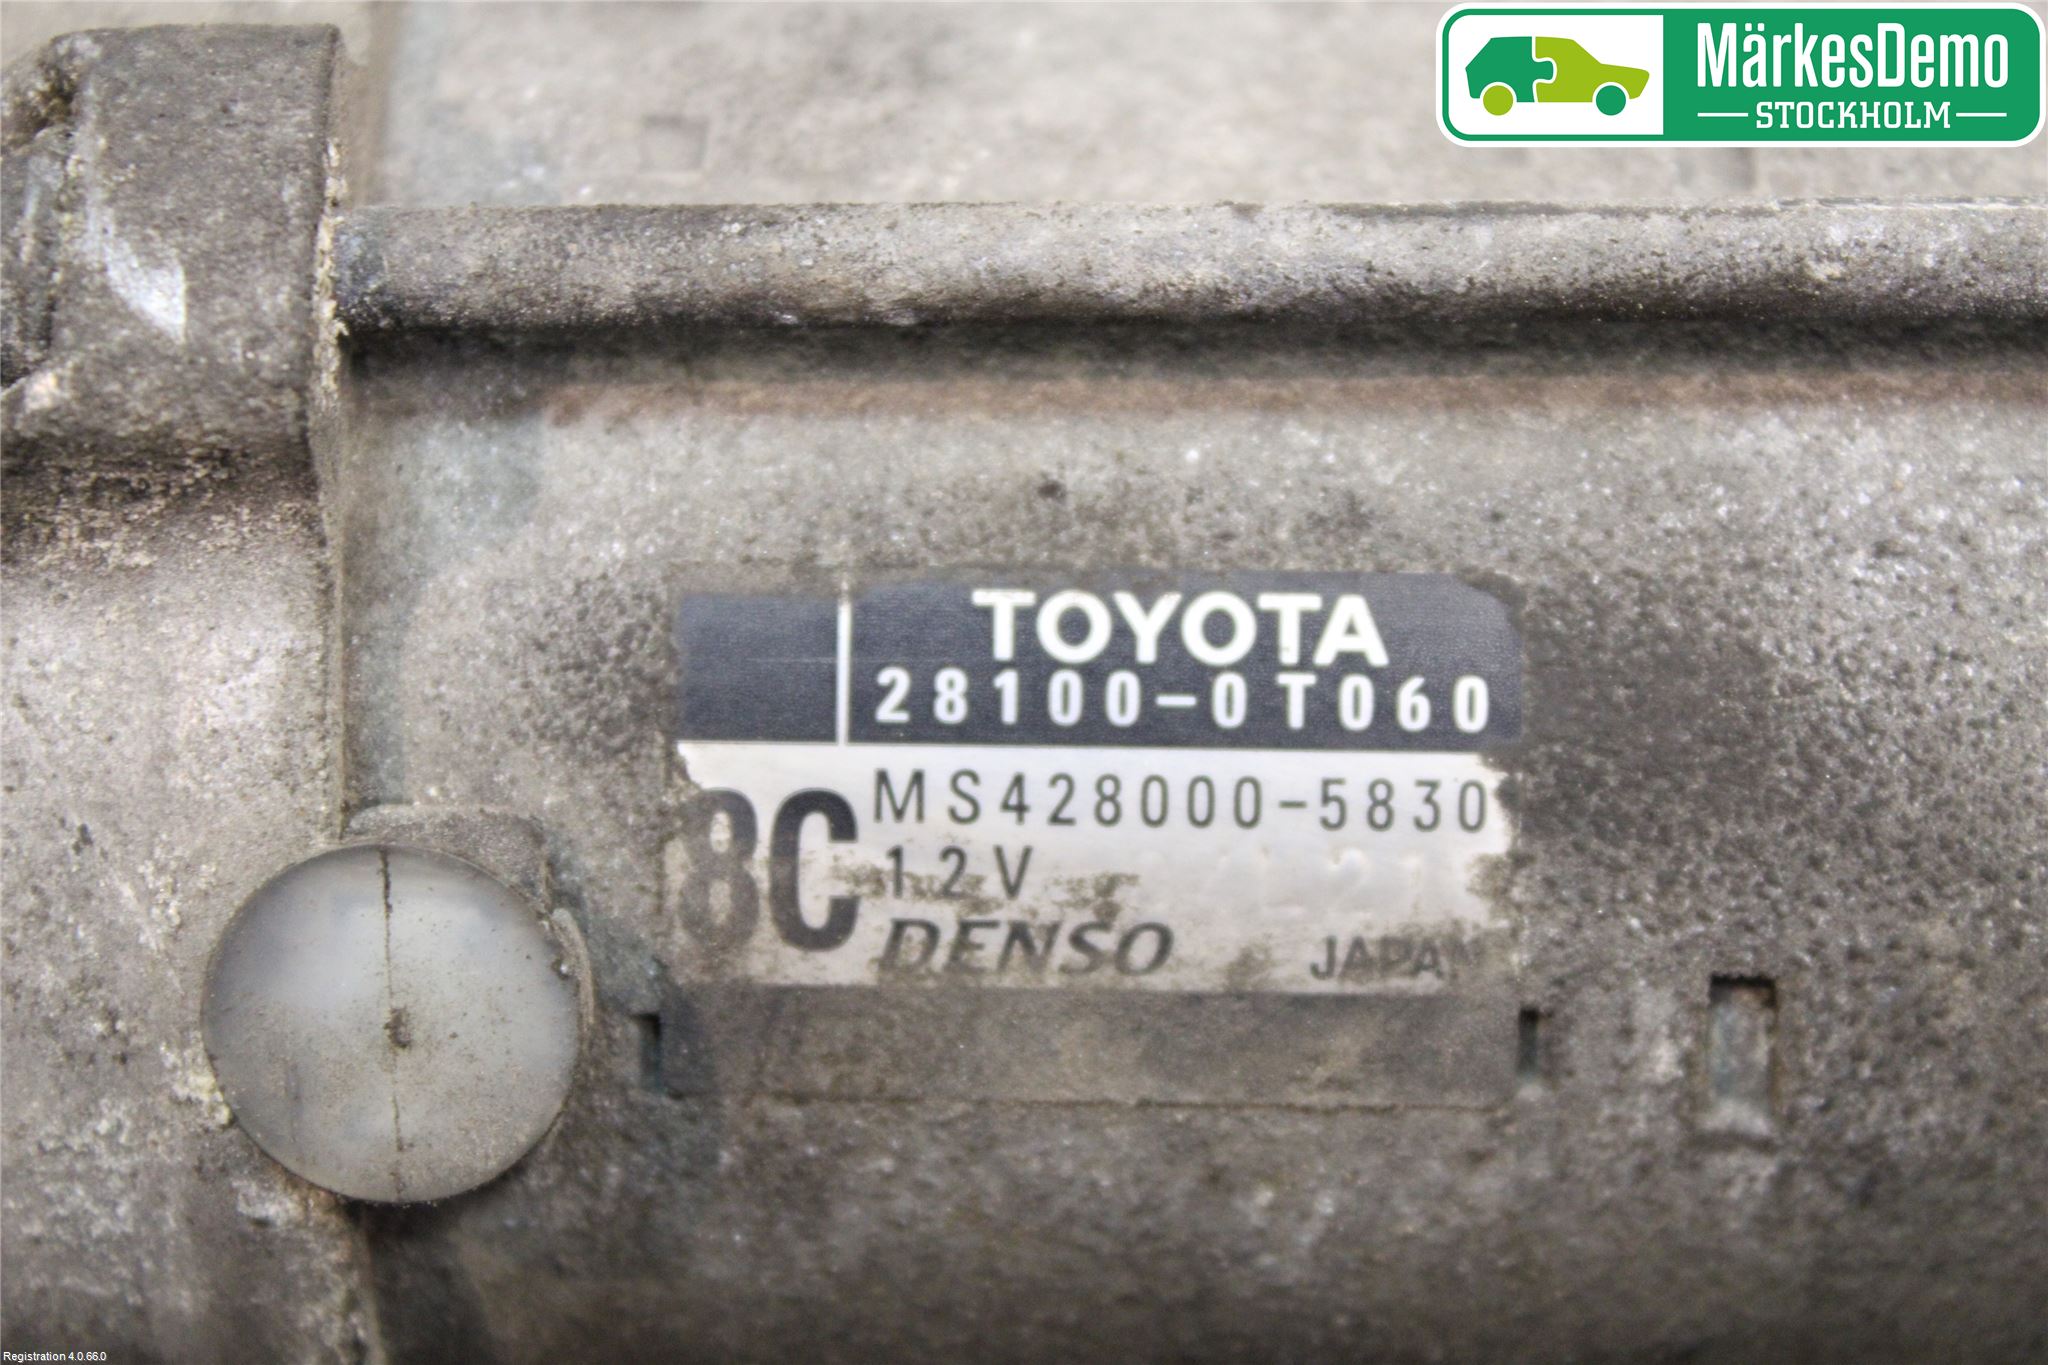 MärkesDemo
STOCKHOLM
TOYOTA
28100-0T060
8C
MS428000-5830
12V
DENSO JAPAN
Registration 4.0.66.0